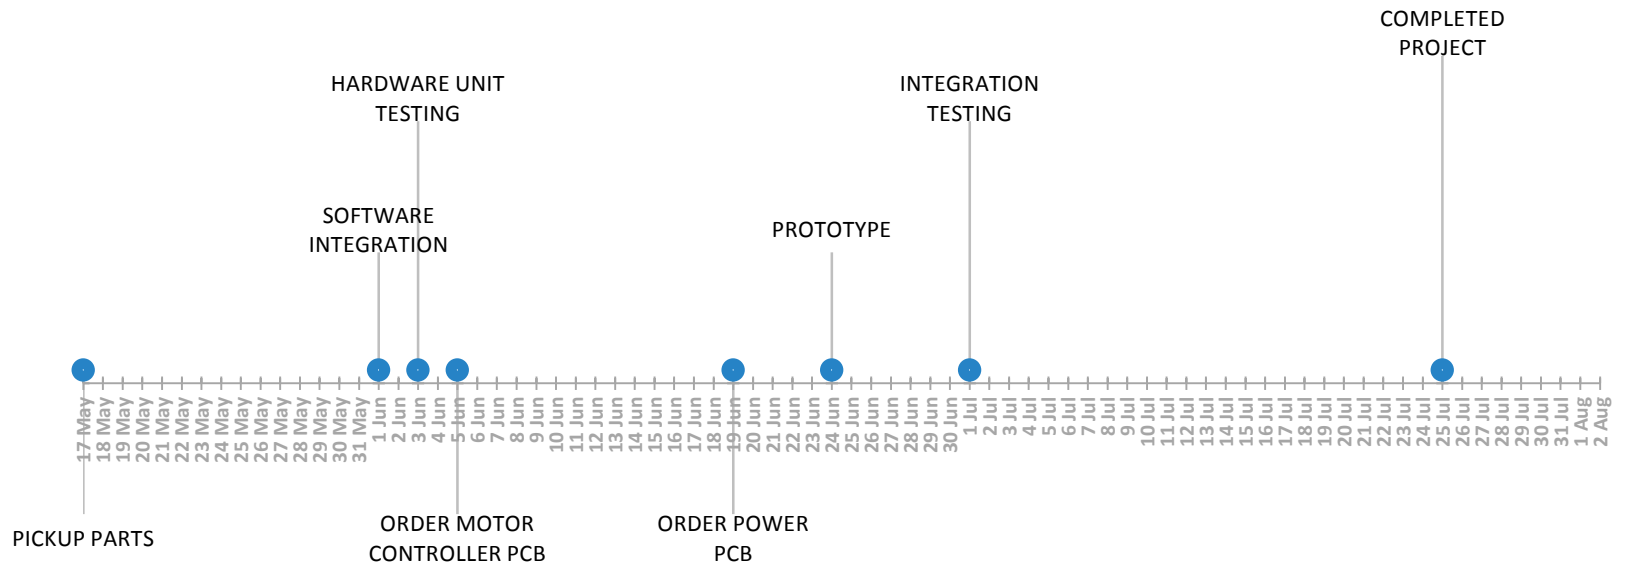 COMPLETED
PROJECT
HARDWARE UNIT
TESTING
INTEGRATION
TESTING
SOFTWARE
INTEGRATION
PROTOTYPE
17 May
18 May
19 May
20 May
21 May
22 May
23 May
24 May
25 May
26 May
27 May
28 May
29 May
30 May
31 May
1 Jun
2 Jun
3 Jun
4 Jun
5 Jun
6 Jun
7 Jun
8 Jun
9 Jun
10 Jun
11 Jun
12 Jun
13 Jun
14 Jun
15 Jun
16 Jun
17 Jun
18 Jun
19 Jun
20 Jun
21 Jun
22 Jun
23 Jun
24 Jun
25 Jun
26 Jun
27 Jun
28 Jun
29 Jun
30 Jun
1 Jul
2 Jul
3 Jul
4 Jul
5 Jul
6 Jul
7 Jul
8 Jul
9 Jul
10 Jul
11 Jul
12 Jul
13 Jul
14 Jul
15 Jul
16 Jul
17 Jul
18 Jul
19 Jul
20 Jul
21 Jul
22 Jul
23 Jul
24 Jul
25 Jul
26 Jul
27 Jul
28 Jul
29 Jul
30 Jul
31 Jul
1 Aug
2 Aug
PICKUP PARTS
ORDER MOTOR
CONTROLLER PCB
ORDER POWER
PCB